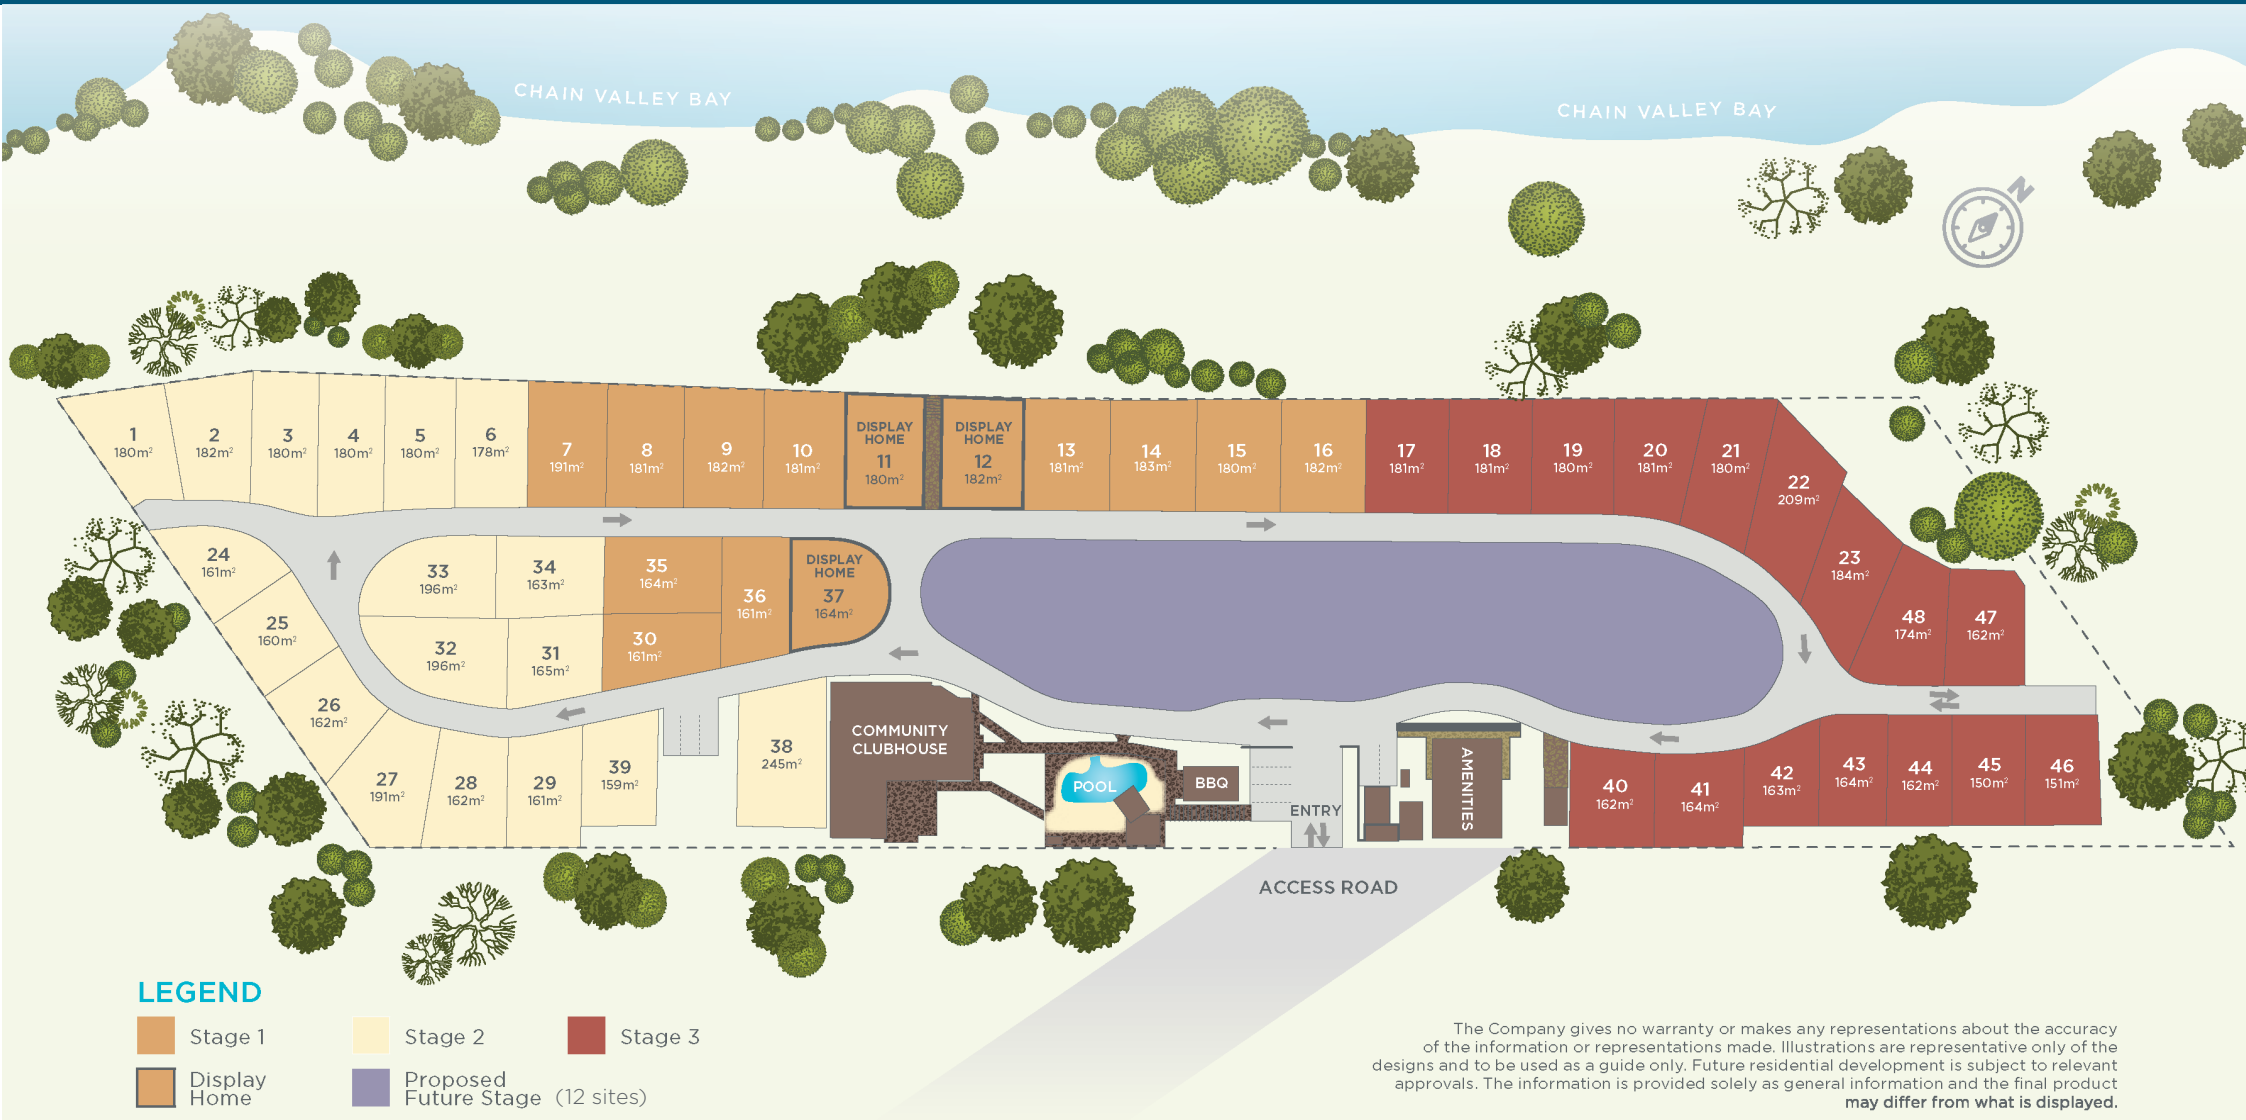 CHAIN VALLEY BAY
CHAIN VALLEY BAY
N
1
180m²
2
182m²
3
180m²
4
180m²
5
180m²
6
178m²
7
191m²
8
181m²
9
182m²
10
181m²
DISPLAY
HOME
11
180m²
DISPLAY
HOME
12
182m²
13
181m²
14
183m²
15
180m²
16
182m²
17
181m²
18
181m²
19
180m²
20
181m²
21
180m²
22
209m²
23
184m²
48
174m²
47
162m²
24
161m²
25
160m²
26
162m²
27
191m²
28
162m²
29
161m²
39
159m²
33
196m²
34
163m²
35
164m²
36
161m²
DISPLAY
HOME
37
164m²
32
196m²
31
165m²
30
161m²
38
245m²
COMMUNITY
CLUBHOUSE
POOL
BBQ
ENTRY
AMENITIES
40
162m²
41
164m²
42
163m²
43
164m²
44
162m²
45
150m²
46
151m²
ACCESS ROAD
LEGEND
Stage 1
Stage 2
Stage 3
Display
Home
Proposed
Future Stage (12 sites)
The Company gives no warranty or makes any representations about the accuracy
of the information or representations made. Illustrations are representative only of the
designs and to be used as a guide only. Future residential development is subject to relevant
approvals. The information is provided solely as general information and the final product
may differ from what is displayed.